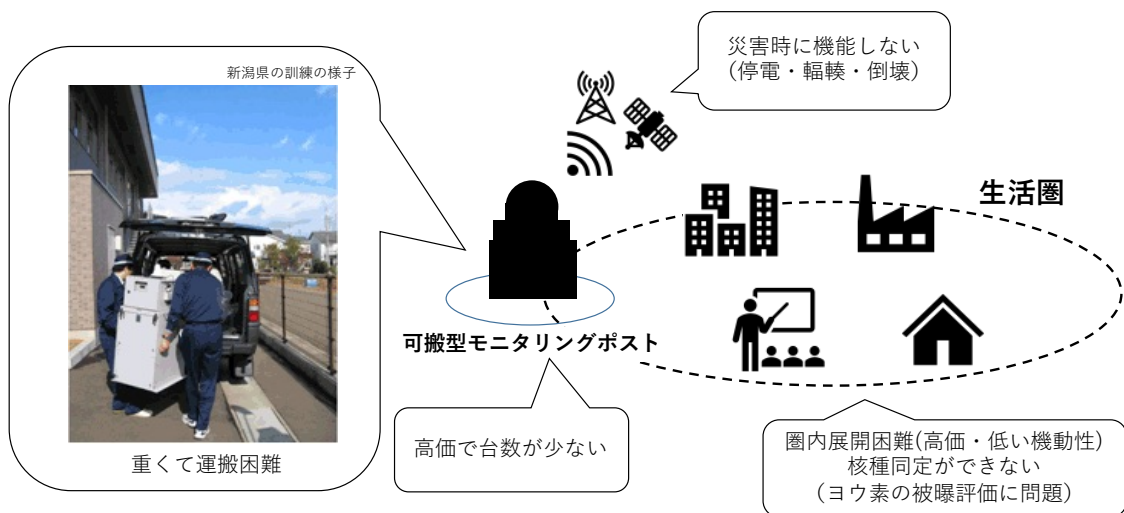 新潟県の訓練の様子
重くて運搬困難
災害時に機能しない
(停電・輻輳・倒壊)
生活圏
可搬型モニタリングポスト
高価で台数が少ない
圏内展開困難(高価・低い機動性)
核種同定ができない
(ヨウ素の被曝評価に問題)